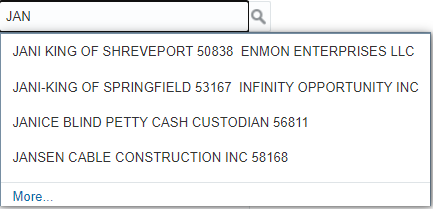 JAN
JANI KING OF SHREVEPORT 50838  ENMON ENTERPRISES LLC
JANI-KING OF SPRINGFIELD 53167  INFINITY OPPORTUNITY INC
JANICE BLIND PETTY CASH CUSTODIAN 56811
JANSEN CABLE CONSTRUCTION INC 58168
More...